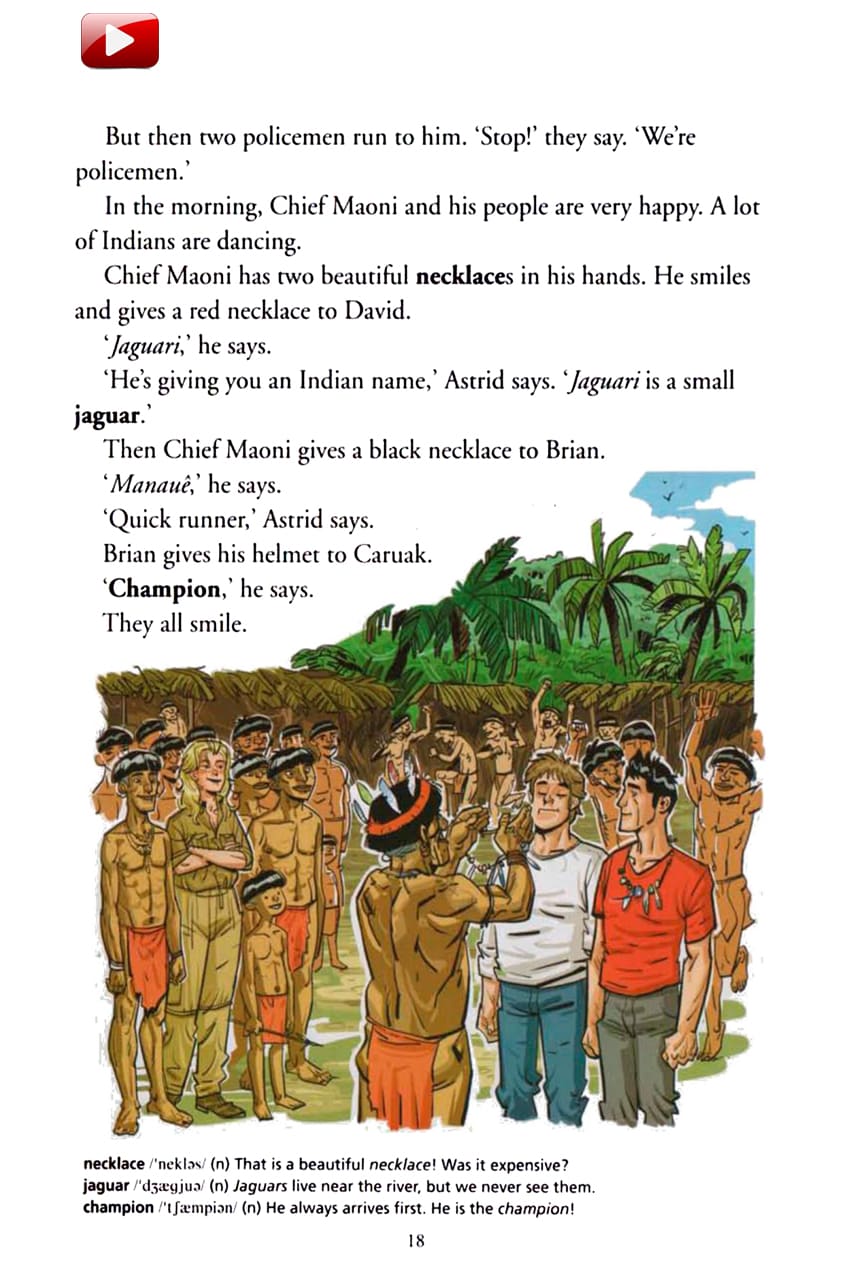 But then two policemen run to him. ‘Stop!’ they say. ‘We’re
policemen.’
In the morning, Chief Maoni and his people are very happy. A lot
of Indians are dancing.
Chief Maoni has two beautiful necklaces in his hands. He smiles
and gives a red necklace to David.
‘Jaguari,’ he says.
‘He’s giving you an Indian name,’ Astrid says. ‘Jaguari is a small
jaguar.’
Then Chief Maoni gives a black necklace to Brian.
‘Manauê,’ he says.
‘Quick runner,’ Astrid says.
Brian gives his helmet to Caruak.
‘Champion,’ he says.
They all smile.
necklace /ˈnekləs/ (n) That is a beautiful necklace! Was it expensive?
jaguar /ˈdʒægjuə/ (n) Jaguars live near the river, but we never see them.
champion /ˈtʃæmpiən/ (n) He always arrives first. He is the champion!
18